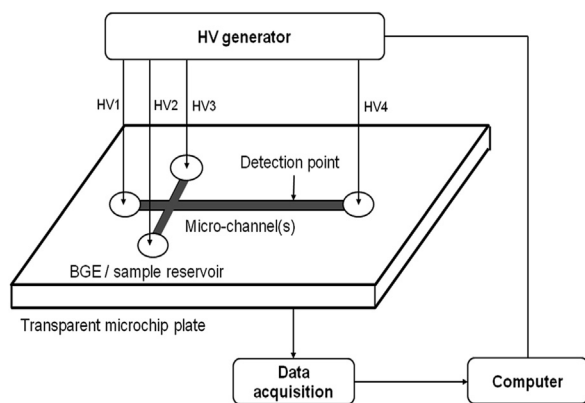 HV generator
HV1
HV2
HV3
HV4
Detection point
Micro-channel(s)
BGE / sample reservoir
Transparent microchip plate
Data
acquisition
Computer